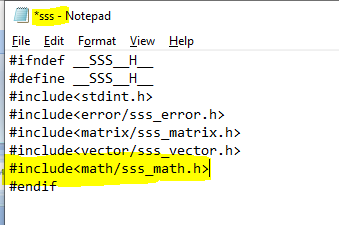 *sss - Notepad
File Edit Format View Help
#ifndef __SSS__H__
#define __SSS__H__
#include<stdint.h>
#include<error/sss_error.h>
#include<matrix/sss_matrix.h>
#include<vector/sss_vector.h>
#include<math/sss_math.h>
#endif